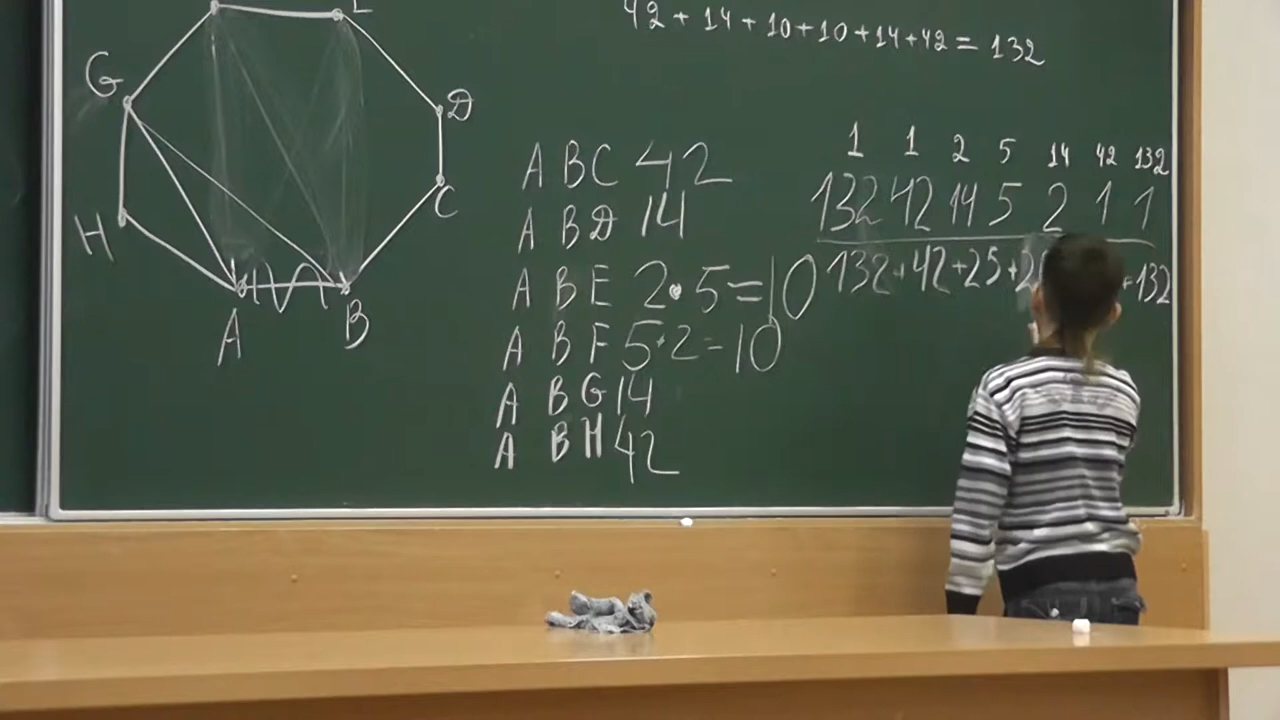 42 + 14 + 10 + 10 + 14 + 42 = 132
G
D
C
H
A
B
A B C 42
A B D 14
A B E 2 · 5 = 10
A B F 5 · 2 = 10
A B G 14
A B H 42
1 1 2 5 14 42 132
132 42 14 5 2 1 1
132 + 42 + 25 + 2 + 132